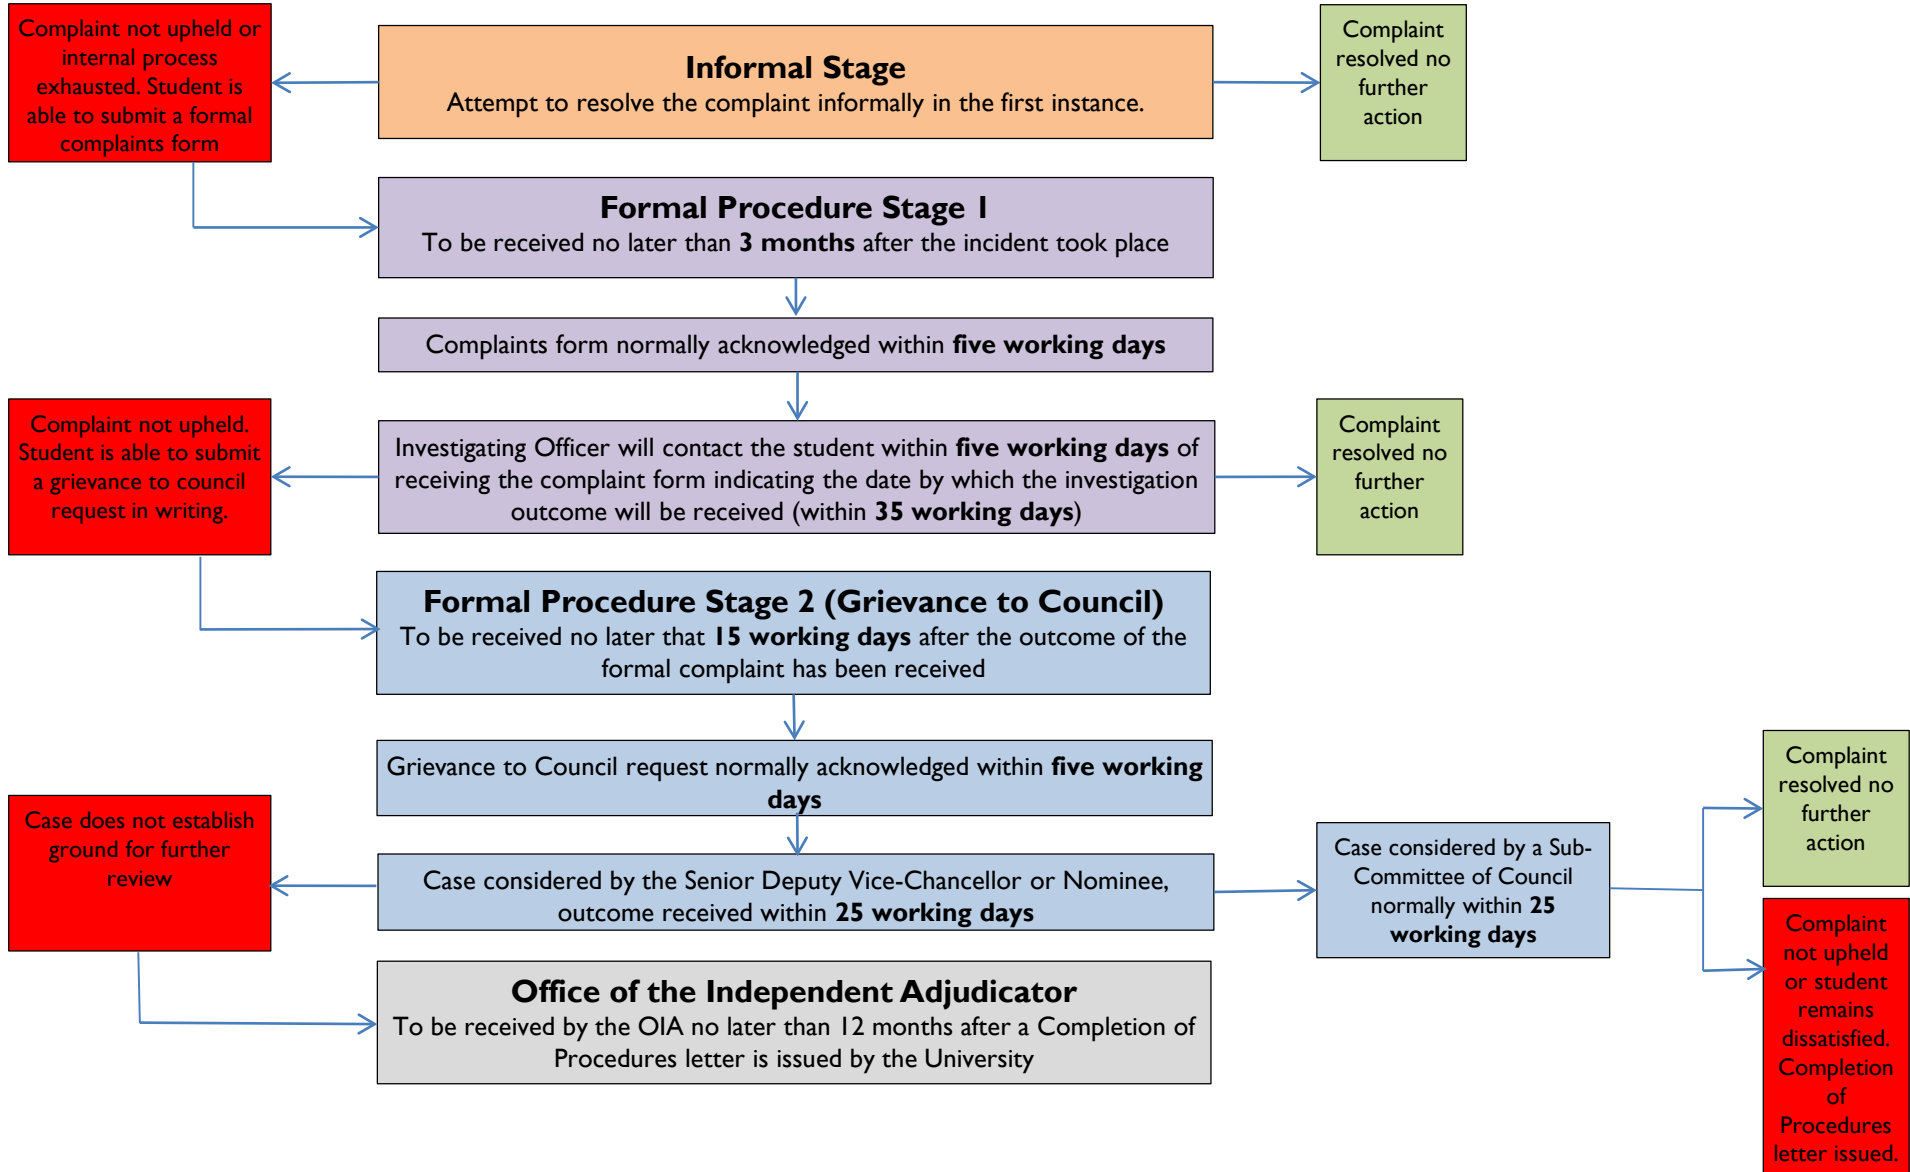 Complaint not upheld or
internal process
exhausted. Student is
able to submit a formal
complaints form
Informal Stage
Attempt to resolve the complaint informally in the first instance.
Complaint
resolved no
further
action
Formal Procedure Stage 1
To be received no later than 3 months after the incident took place
Complaints form normally acknowledged within five working days
Complaint not upheld.
Student is able to submit
a grievance to council
request in writing.
Investigating Officer will contact the student within five working days of
receiving the complaint form indicating the date by which the investigation
outcome will be received (within 35 working days)
Complaint
resolved no
further
action
Formal Procedure Stage 2 (Grievance to Council)
To be received no later that 15 working days after the outcome of the
formal complaint has been received
Grievance to Council request normally acknowledged within five working
days
Case does not establish
ground for further
review
Case considered by the Senior Deputy Vice-Chancellor or Nominee,
outcome received within 25 working days
Case considered by a Sub-
Committee of Council
normally within 25
working days
Complaint
resolved no
further
action
Complaint
not upheld
or student
remains
dissatisfied.
Completion
of
Procedures
letter issued.
Office of the Independent Adjudicator
To be received by the OIA no later than 12 months after a Completion of
Procedures letter is issued by the University